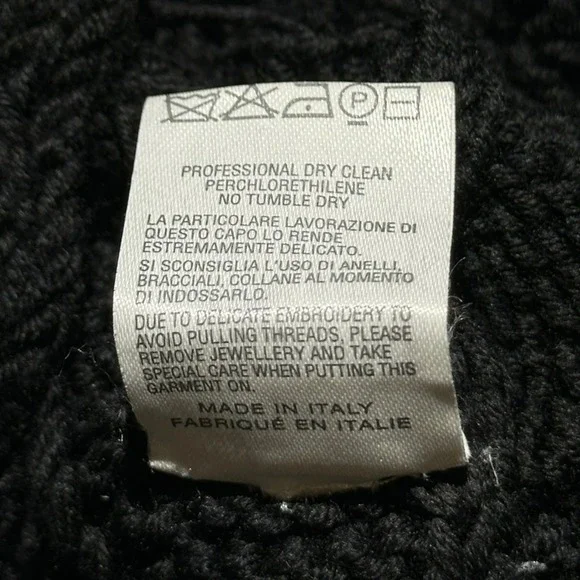 P
PROFESSIONAL DRY CLEAN
PERCHLORETHILENE
NO TUMBLE DRY
LA PARTICOLARE LAVORAZIONE DI
QUESTO CAPO LO RENDE
ESTREMAMENTE DELICATO.
SI SCONSIGLIA L'USO DI ANELLI,
BRACCIALI, COLLANE AL MOMENTO
DI INDOSSARLO.
DUE TO DELICATE EMBROIDERY TO
AVOID PULLING THREADS, PLEASE
REMOVE JEWELLERY AND TAKE
SPECIAL CARE WHEN PUTTING THIS
GARMENT ON.
MADE IN ITALY
FABRIQUÉ EN ITALIE